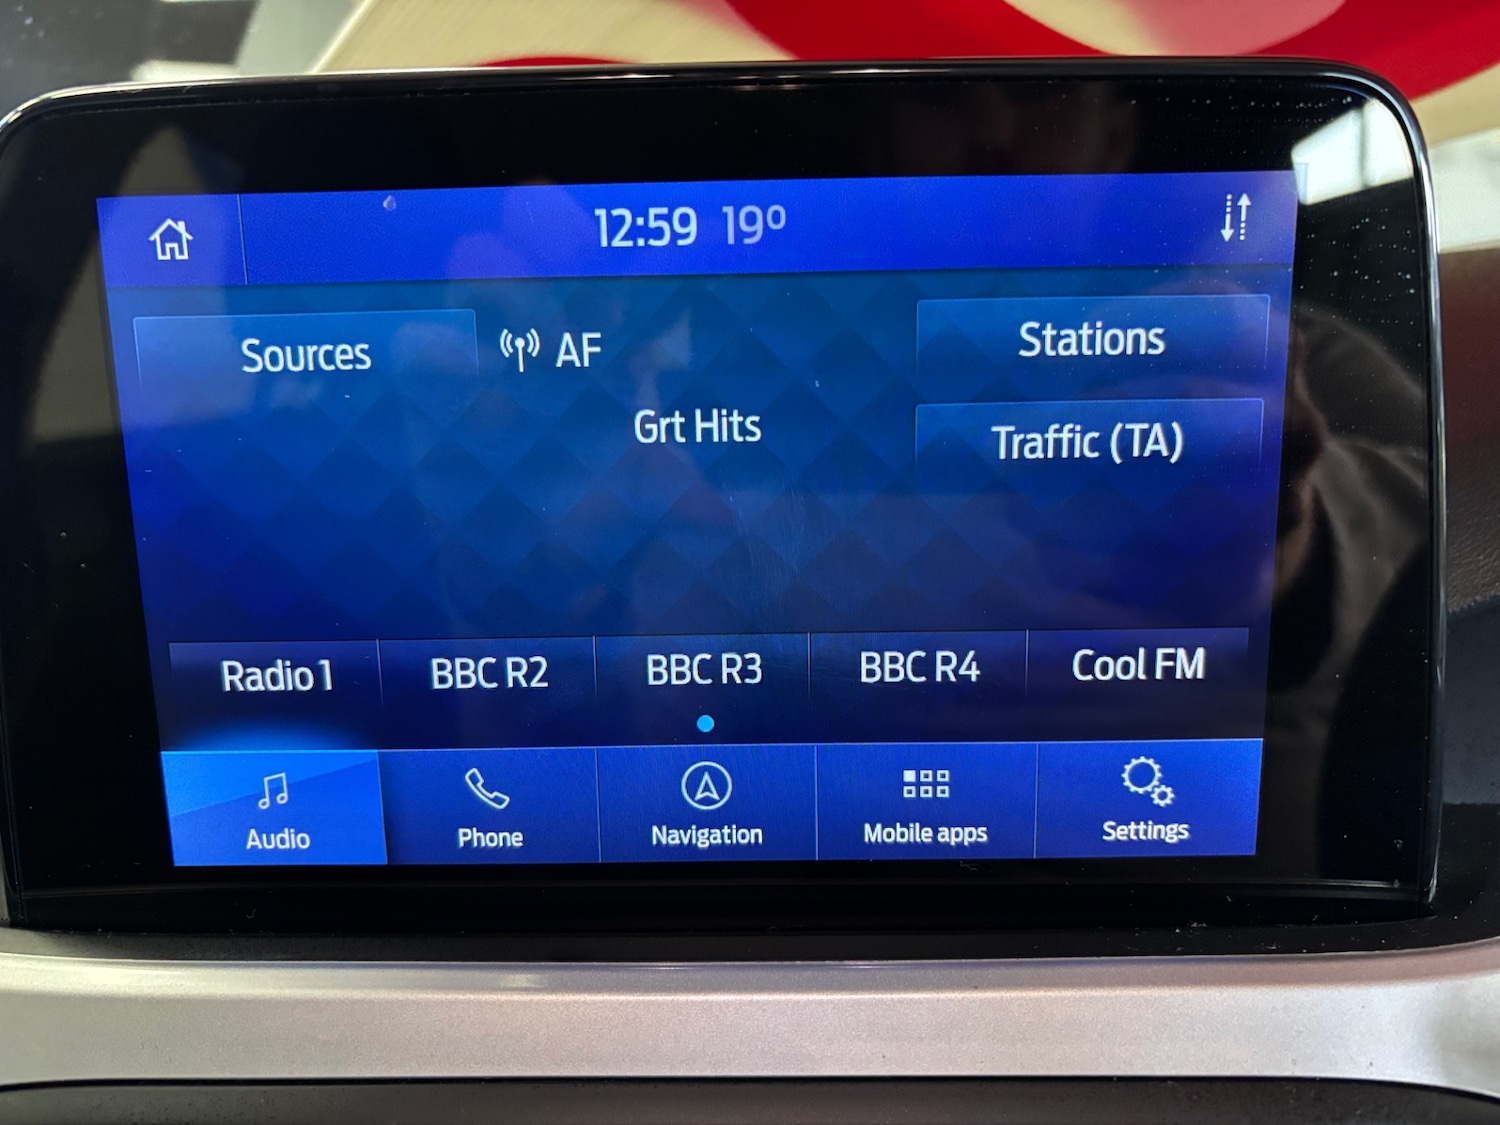 12:59 19°
Sources
AF
Stations
Grt Hits
Traffic (TA)
Radio 1
BBC R2
BBC R3
BBC R4
Cool FM
Audio
Phone
Navigation
Mobile apps
Settings